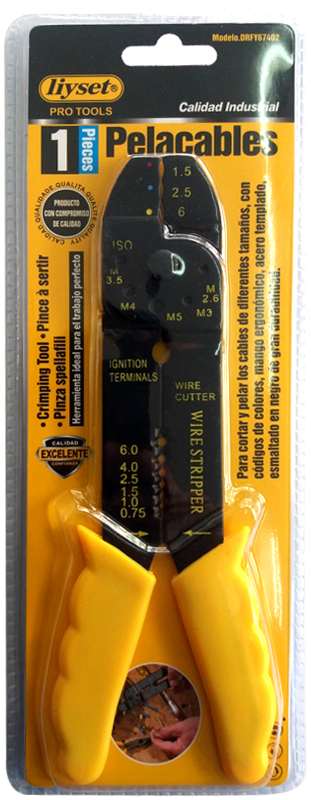 Modelo.DRFY67402
liyset®
PRO TOOLS
Calidad Industrial
1
Pieces
Pelacables
CALIDAD QUALITA QUALITY QUALITA
PRODUCTO
CON COMPROMISO
DE CALIDAD
1.5
2.5
6
ISO
M
3.5
M
2.6
M4
M5
M3
• Crimping Tool • Pince à sertir
• Pinza spellafili
Herramienta ideal para el trabajo perfecto
Para cortar y pelar los cables de diferentes tamaños, con
códigos de colores, mango ergonómico, acero templado,
esmaltado en negro de gran durabilidad.
IGNITION
TERMINALS
WIRE
CUTTER
WIRE STRIPPER
CALIDAD
EXCELENTE
6.0
4.0
2.5
1.5
1.0
0.75